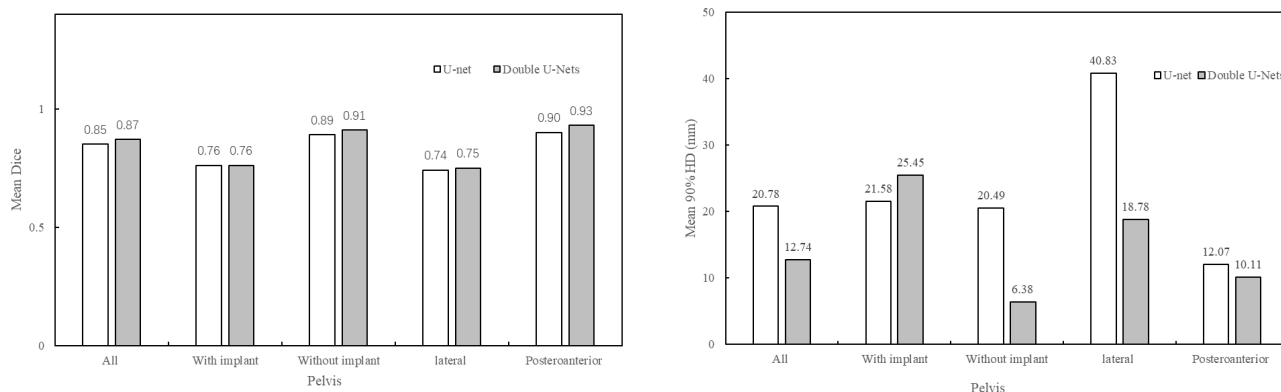 U-net Double U-Nets
Mean Dice
1
0.5
0
0.85 0.87 0.76 0.76 0.89 0.91 0.74 0.75 0.90 0.93
All With implant Without implant lateral Posteroanterior
Pelvis
U-net Double U-Nets
Mean 90% HD (mm)
50
40
30
20
10
0
20.78 12.74 21.58 25.45 20.49 6.38 40.83 18.78 12.07 10.11
All With implant Without implant lateral Posteroanterior
Pelvis